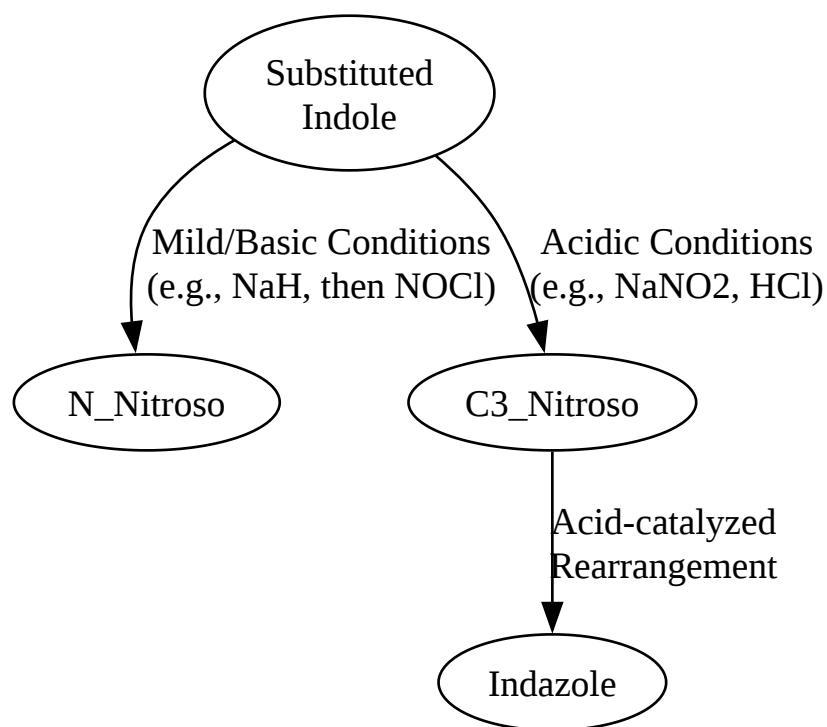 Substituted
Indole
Mild/Basic Conditions
(e.g., NaH, then NOCl)
Acidic Conditions
(e.g., NaNO2, HCl)
N_Nitroso
C3_Nitroso
Acid-catalyzed
Rearrangement
Indazole